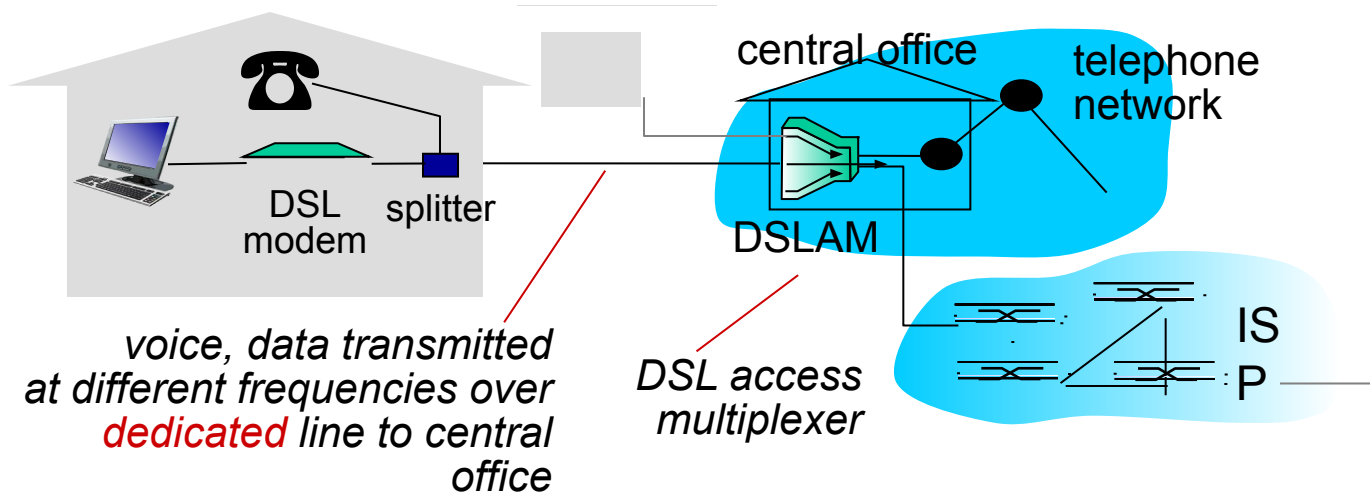 central office
telephone
network
DSL
modem
splitter
DSLAM
voice, data transmitted
at different frequencies over
dedicated line to central
office
DSL access
multiplexer
IS
P